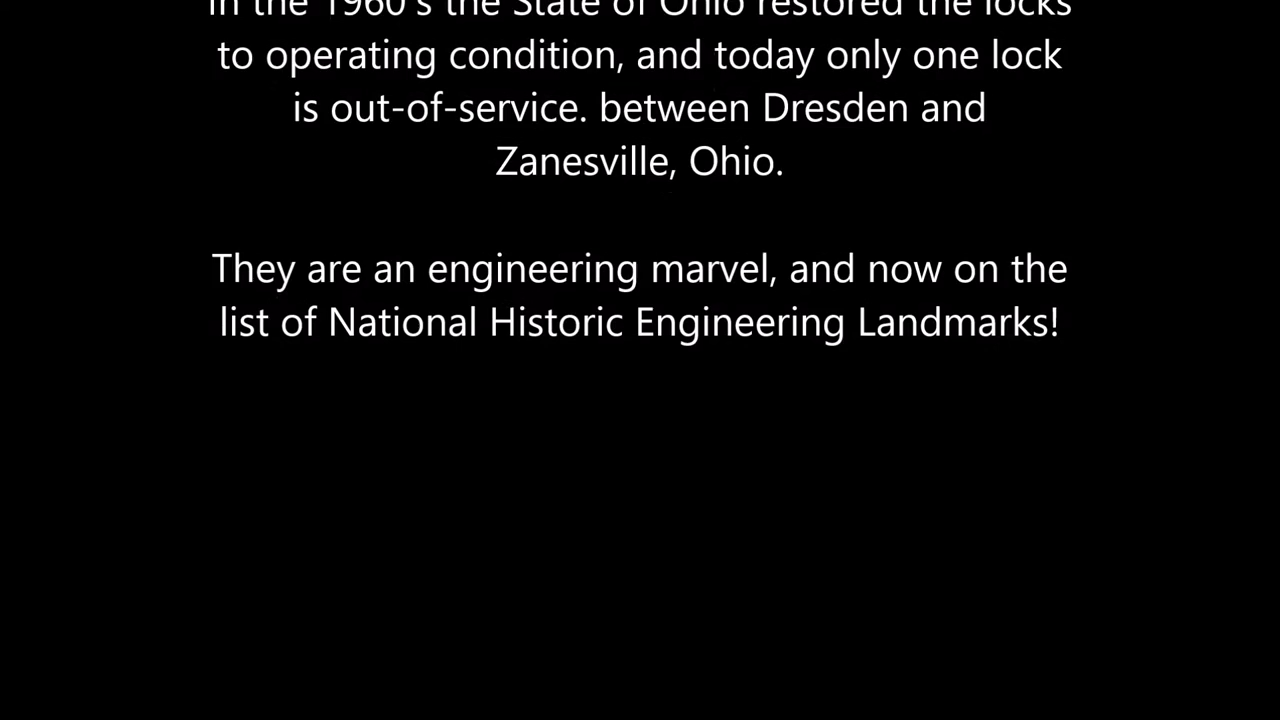 In the 1960's the State of Ohio restored the locks
to operating condition, and today only one lock
is out-of-service. between Dresden and
Zanesville, Ohio.
They are an engineering marvel, and now on the
list of National Historic Engineering Landmarks!